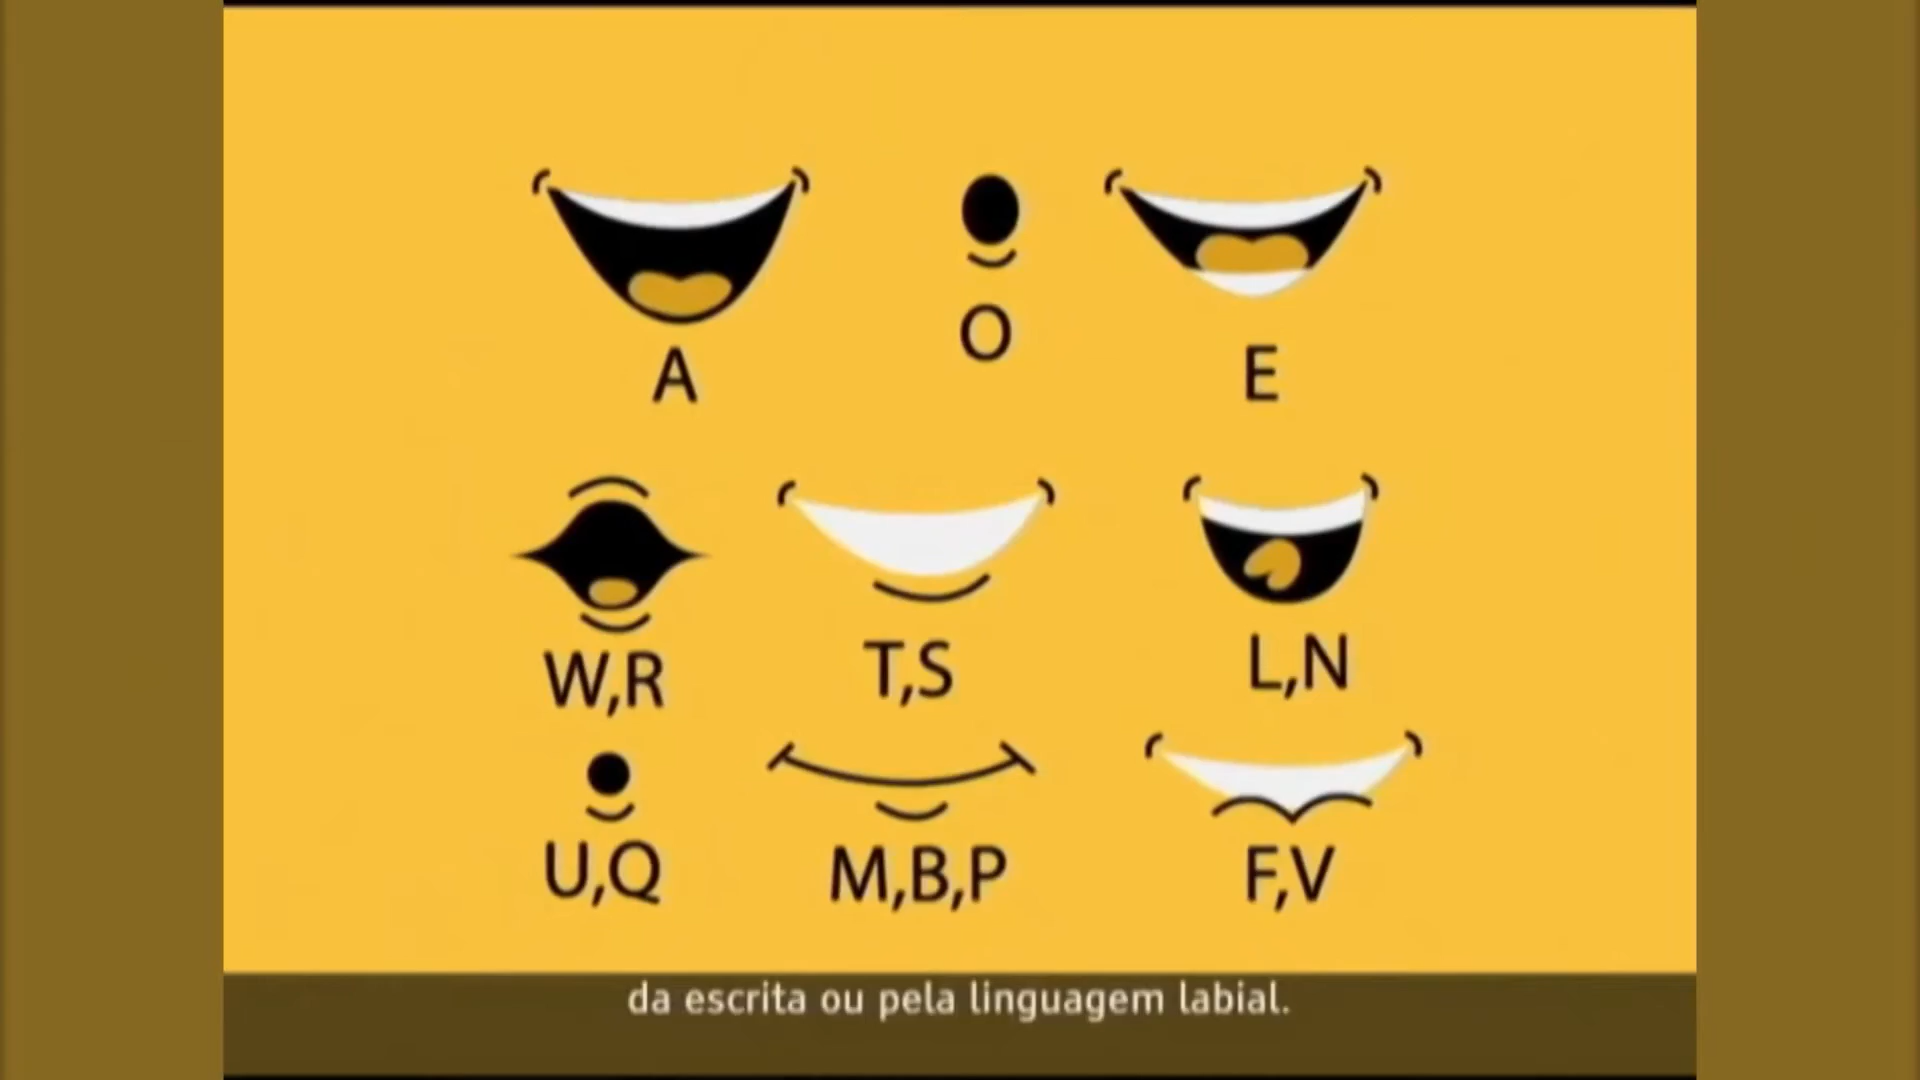 A
O
E
W,R
T,S
L,N
U,Q
M,B,P
F,V
da escrita ou pela linguagem labial.